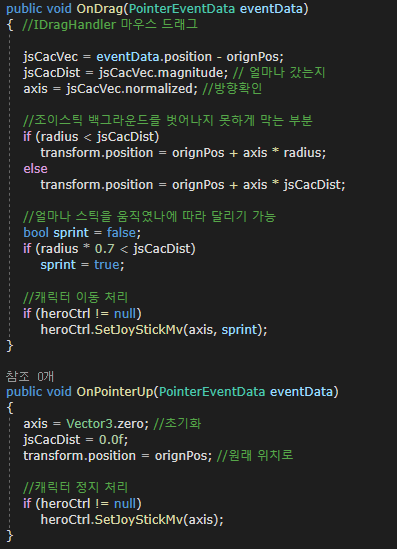 public void OnDrag(PointerEventData eventData)
{ //IDragHandler 마우스 드래그
jsCacVec = eventData.position - orignPos;
jsCacDist = jsCacVec.magnitude; // 얼마나 갔는지
axis = jsCacVec.normalized; //방향확인
//조이스틱 백그라운드를 벗어나지 못하게 막는 부분
if (radius < jsCacDist)
transform.position = orignPos + axis * radius;
else
transform.position = orignPos + axis * jsCacDist;
//얼마나 스틱을 움직였나에 따라 달리기 가능
bool sprint = false;
if (radius * 0.7 < jsCacDist)
sprint = true;
//캐릭터 이동 처리
if (heroCtrl != null)
heroCtrl.SetJoyStickMv(axis, sprint);
}
참조 0개
public void OnPointerUp(PointerEventData eventData)
{
axis = Vector3.zero; //초기화
jsCacDist = 0.0f;
transform.position = orignPos; //원래 위치로
//캐릭터 정지 처리
if (heroCtrl != null)
heroCtrl.SetJoyStickMv(axis);
}